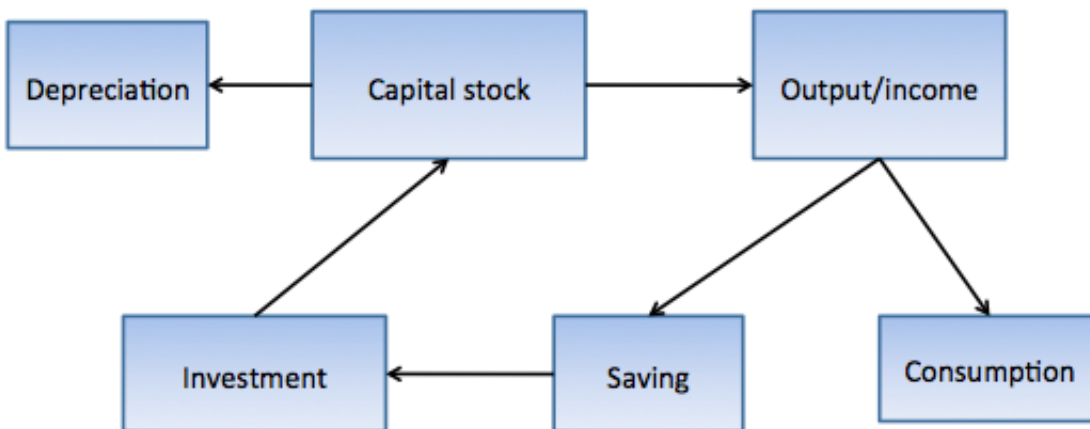 Depreciation
Capital stock
Output/income
Investment
Saving
Consumption